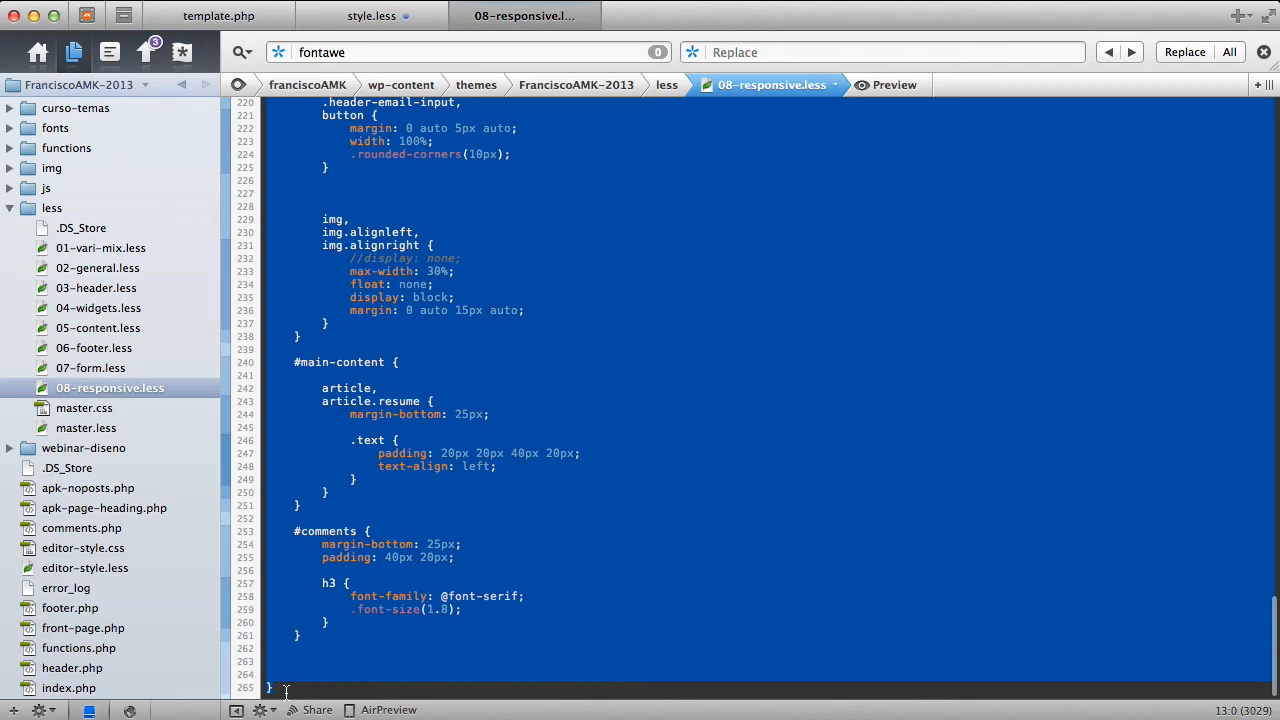 template.php
style.less
08-responsive.l...
3
fontawe
0
Replace
Replace
All
FranciscoAMK-2013
franciscoAMK
wp-content
themes
FranciscoAMK-2013
less
08-responsive.less
Preview
curso-temas
fonts
functions
img
js
less
.DS_Store
01-vari-mix.less
02-general.less
03-header.less
04-widgets.less
05-content.less
06-footer.less
07-form.less
08-responsive.less
master.css
master.less
webinar-diseno
.DS_Store
apk-noposts.php
apk-page-heading.php
comments.php
editor-style.css
editor-style.less
error_log
footer.php
front-page.php
functions.php
header.php
index.php
220 .header-email-input,
221 button {
222 margin: 0 auto 5px auto;
223 width: 100%;
224 .rounded-corners(10px);
225 }
226
227
228
229 img,
230 img.alignleft,
231 img.alignright {
232 //display: none;
233 max-width: 30%;
234 float: none;
235 display: block;
236 margin: 0 auto 15px auto;
237 }
238 }
239
240 #main-content {
241
242 article,
243 article.resume {
244 margin-bottom: 25px;
245
246 .text {
247 padding: 20px 20px 40px 20px;
248 text-align: left;
249 }
250 }
251 }
252
253 #comments {
254 margin-bottom: 25px;
255 padding: 40px 20px;
256
257 h3 {
258 font-family: @font-serif;
259 .font-size(1.8);
260 }
261 }
262
263
264
265 }
Share
AirPreview
13:0 (3029)